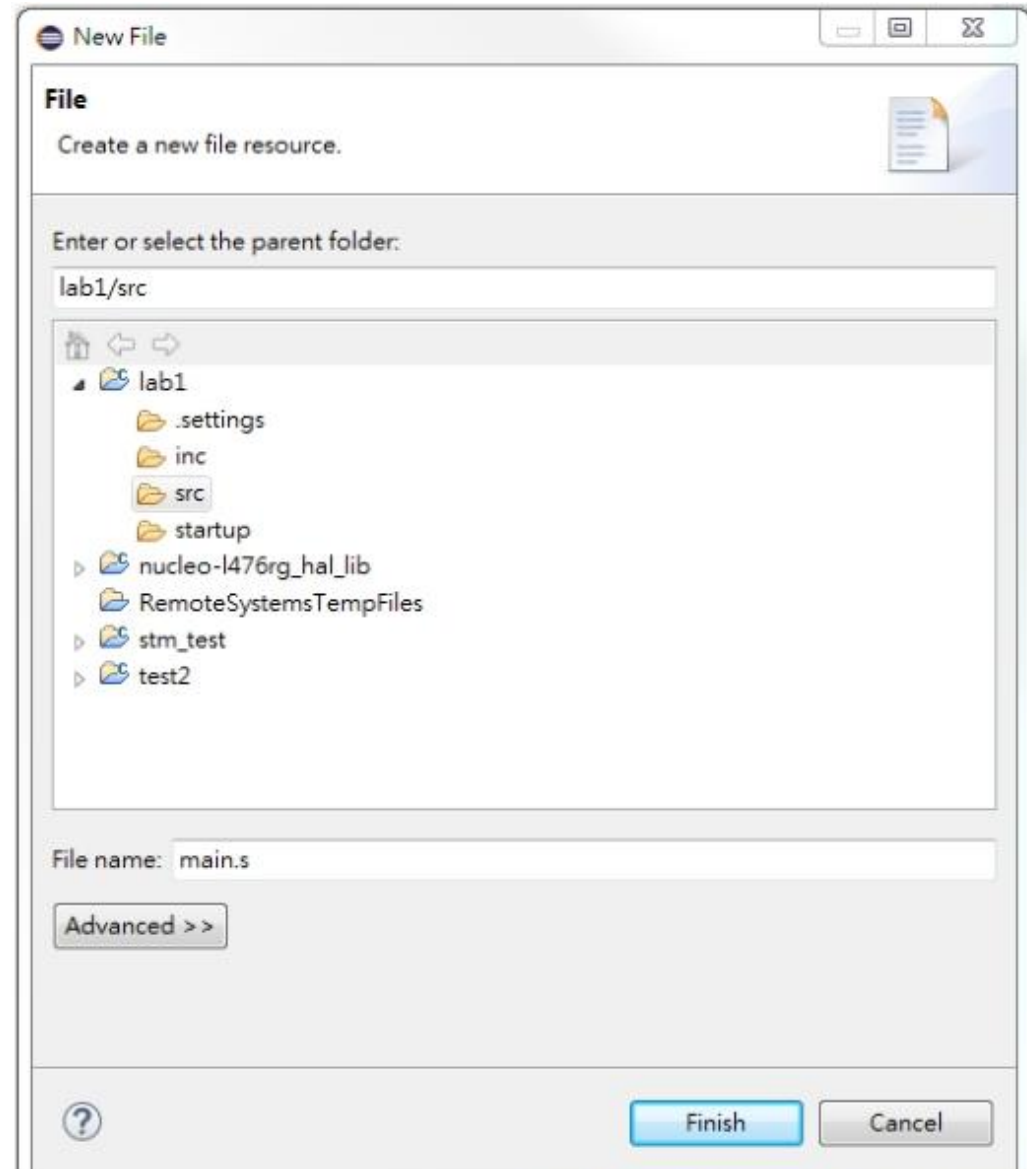 New File
File
Create a new file resource.
Enter or select the parent folder:
lab1/src
lab1
.settings
inc
src
startup
nucleo-l476rg_hal_lib
RemoteSystemsTempFiles
stm_test
test2
File name: main.s
Advanced >>
Finish Cancel